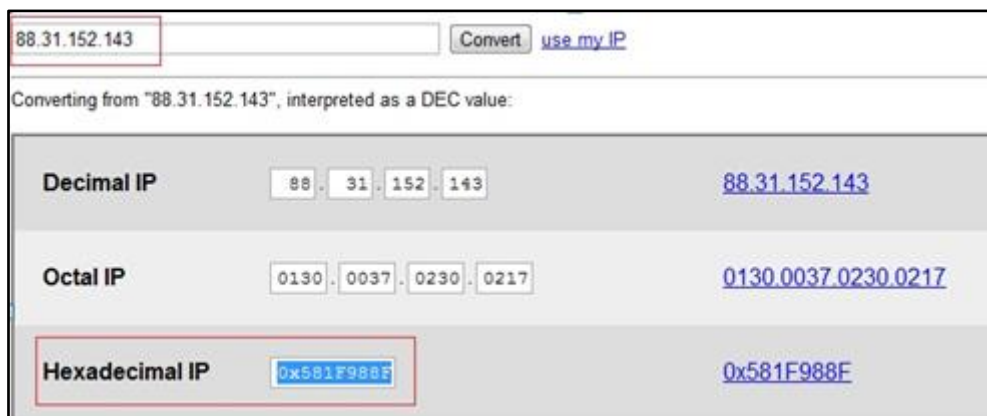 88.31.152.143 Convert use my IP
Converting from "88.31.152.143", interpreted as a DEC value:
Decimal IP 88 . 31 . 152 . 143 88.31.152.143
Octal IP 0130 . 0037 . 0230 . 0217 0130.0037.0230.0217
Hexadecimal IP 0x581F988F 0x581F988F